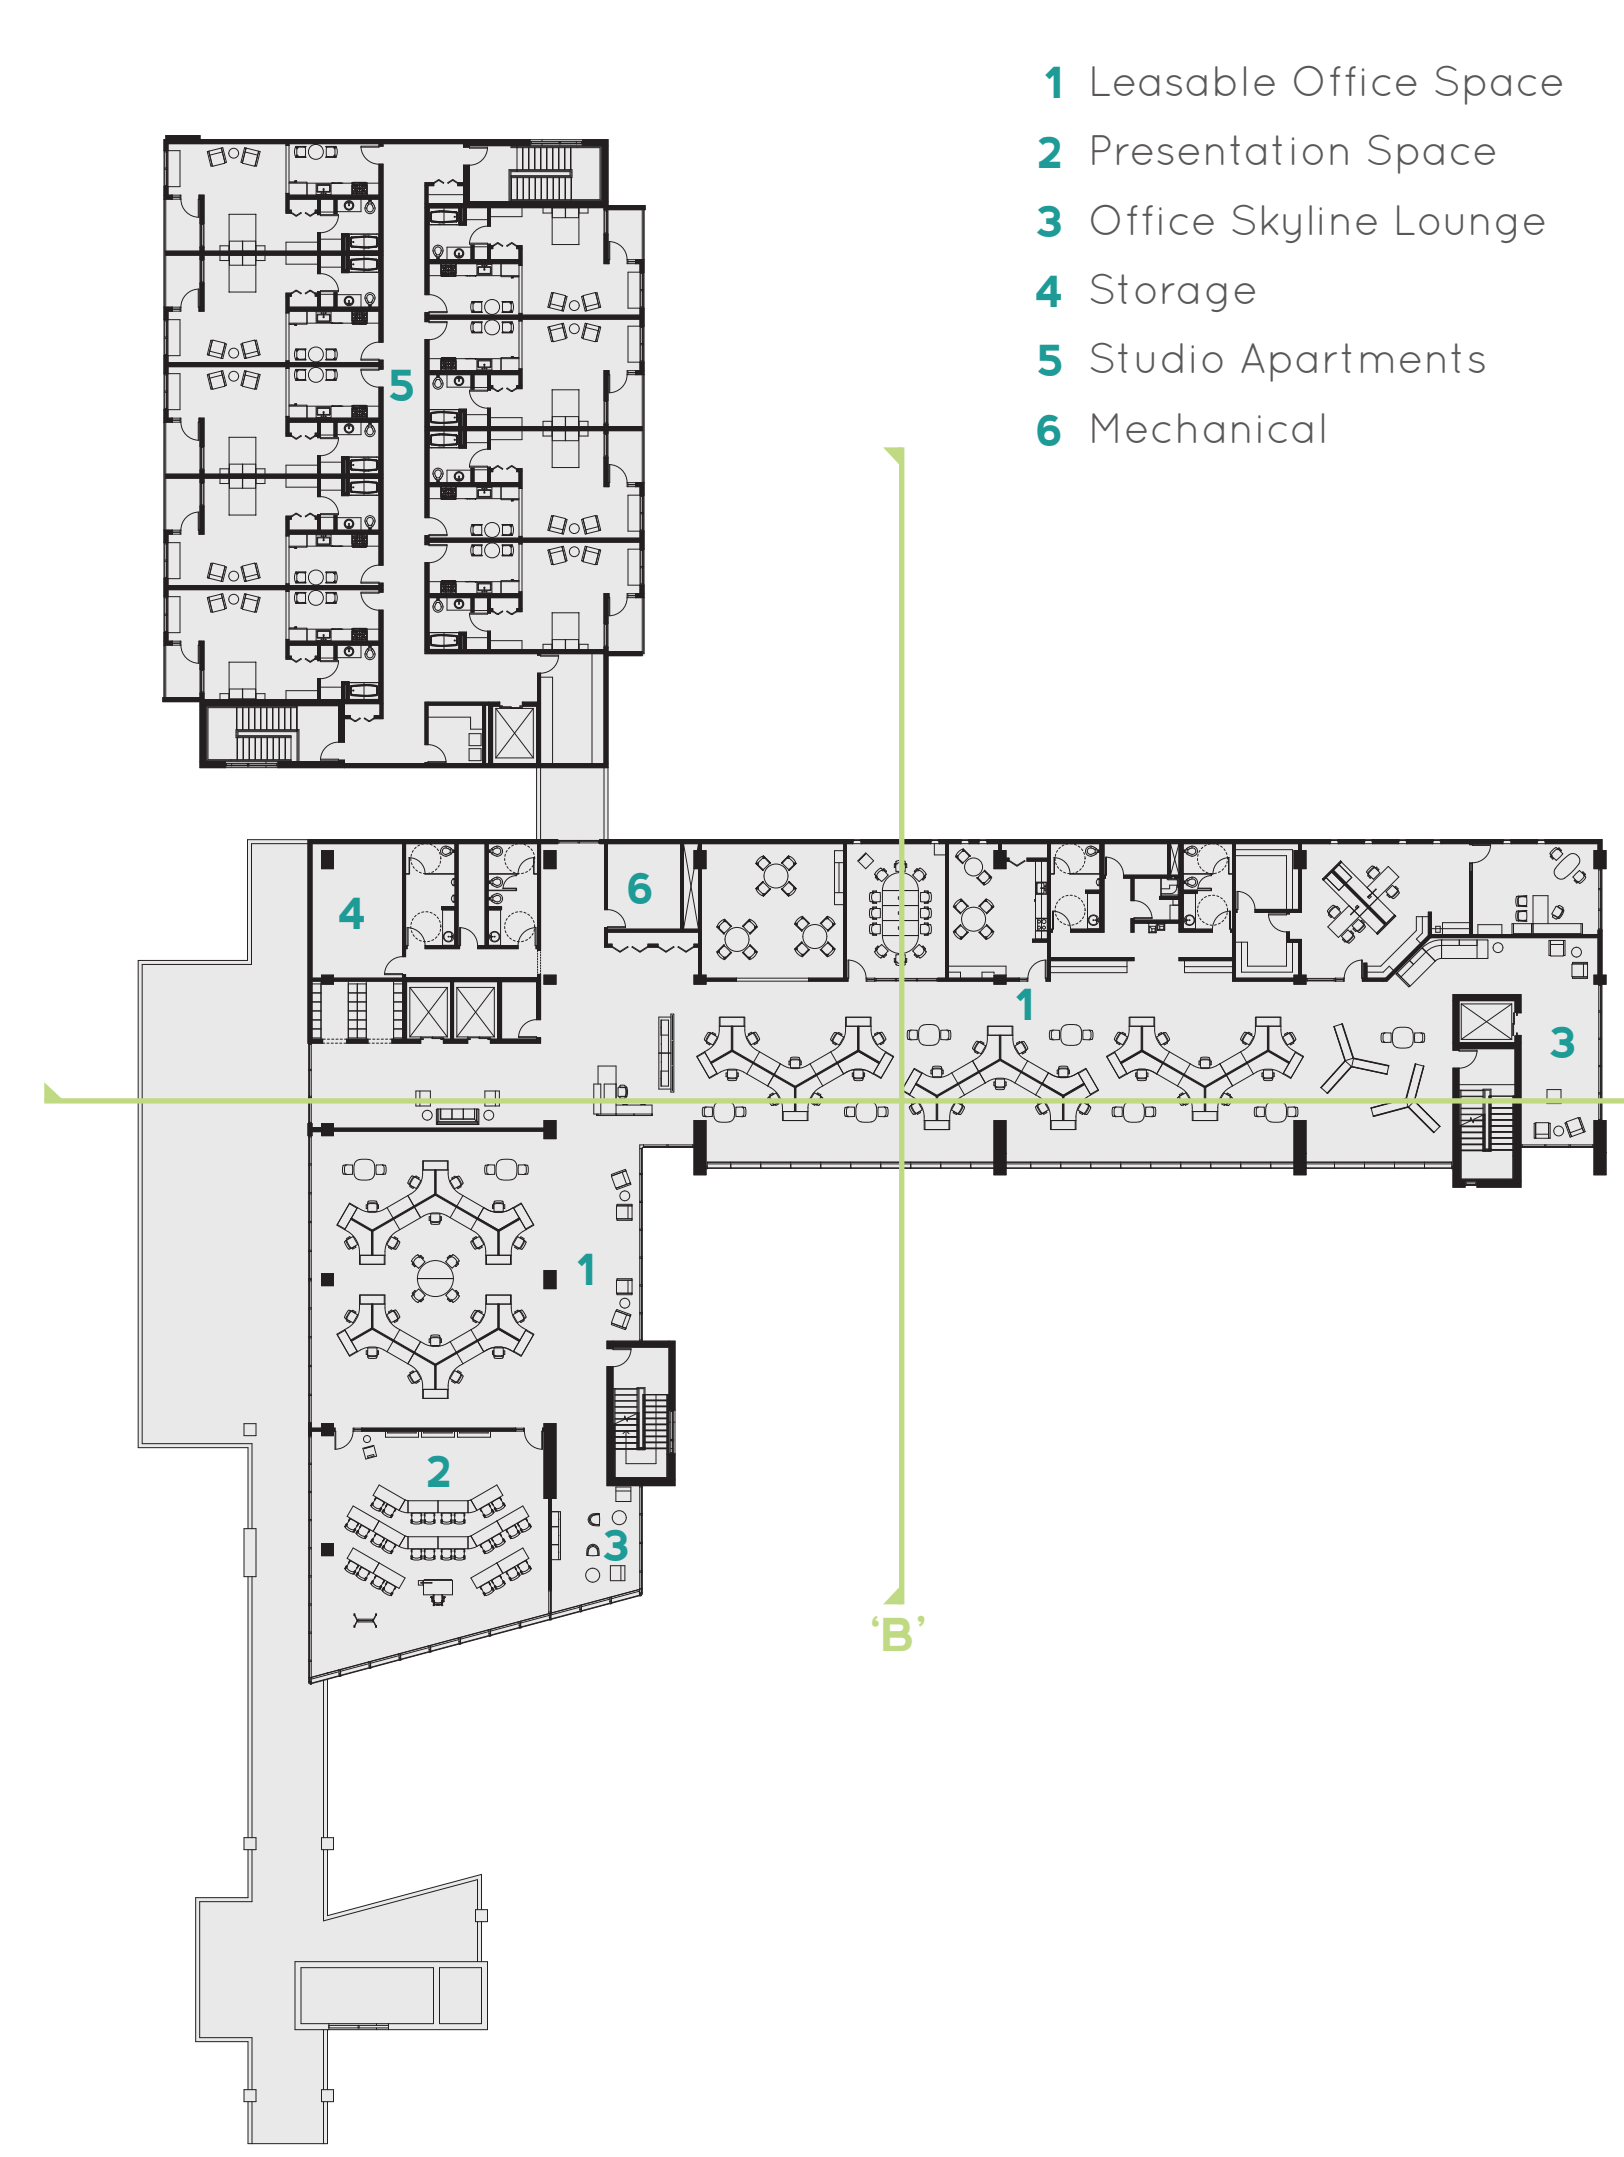 1 Leasable Office Space
2 Presentation Space
3 Office Skyline Lounge
4 Storage
5 Studio Apartments
6 Mechanical
5
6
4
1
3
1
2
3
‘B’